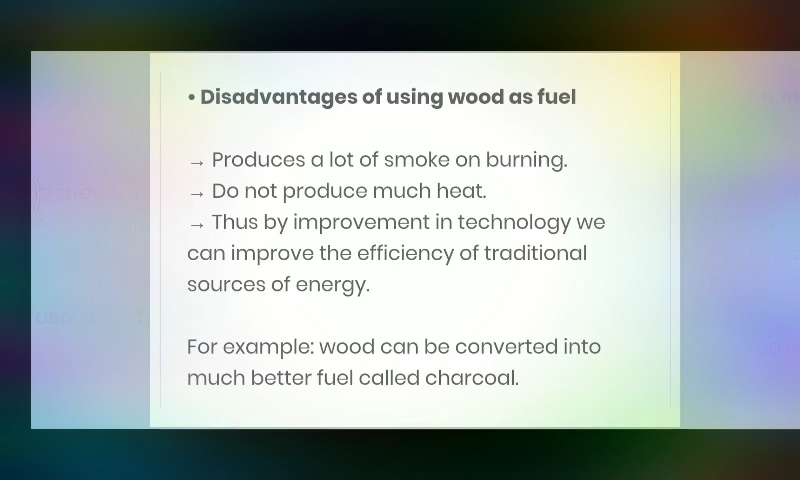 • Disadvantages of using wood as fuel
→ Produces a lot of smoke on burning.
→ Do not produce much heat.
→ Thus by improvement in technology we
can improve the efficiency of traditional
sources of energy.
For example: wood can be converted into
much better fuel called charcoal.